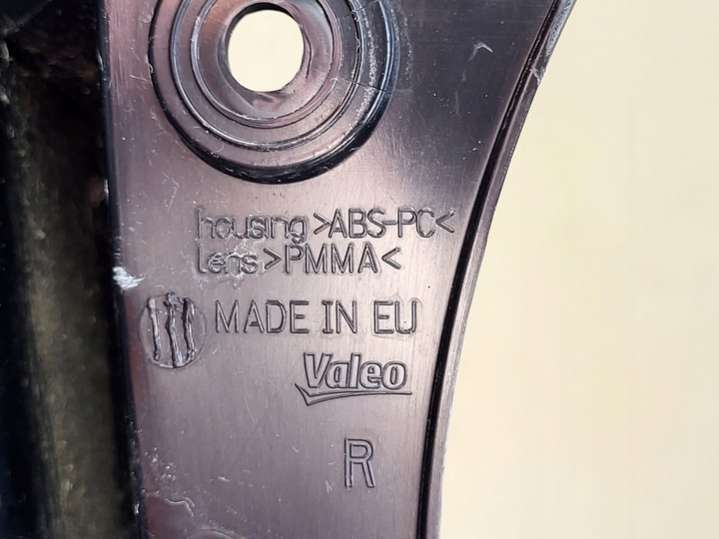 housing >ABS-PC<
Lens >PMMA<
MADE IN EU
Valeo
R